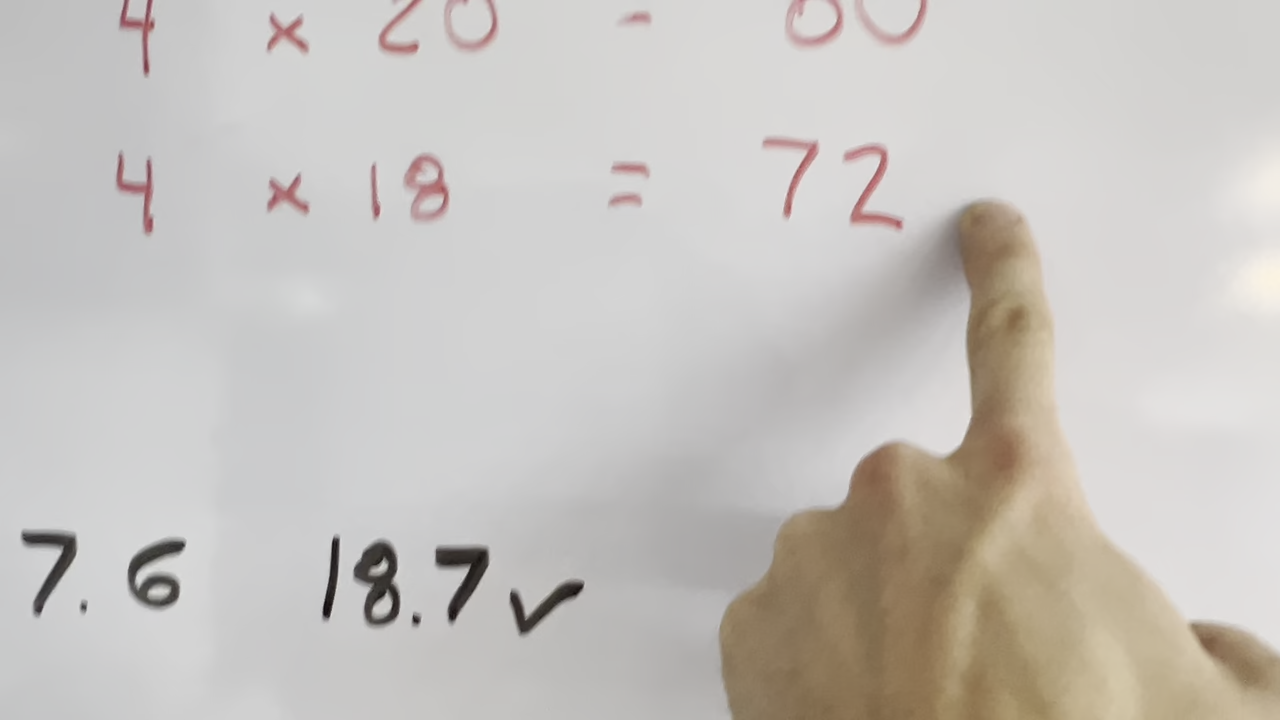 4 x 20 = 80
4 x 18 = 72
7.6 18.7 ✓